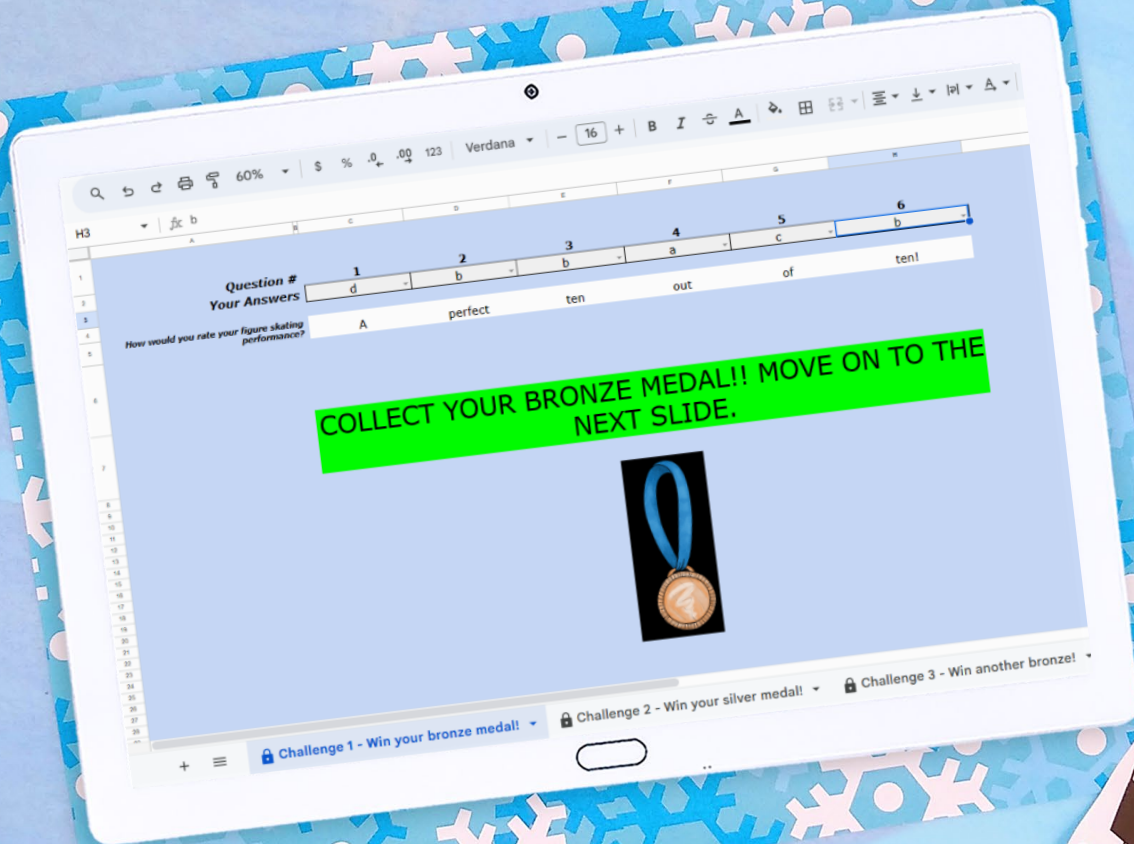 60%
$
%
.0
.00
123
Verdana
−
16
+
B
I
S
A
A
H3
fx
b
A
B
C
D
E
F
G
H
Question #
1
2
3
4
5
6
Your Answers
d
b
b
a
c
b
How would you rate your figure skating
performance?
A
perfect
ten
out
of
ten!
COLLECT YOUR BRONZE MEDAL!! MOVE ON TO THE
NEXT SLIDE.
+
Challenge 1 - Win your bronze medal!
Challenge 2 - Win your silver medal!
Challenge 3 - Win another bronze!